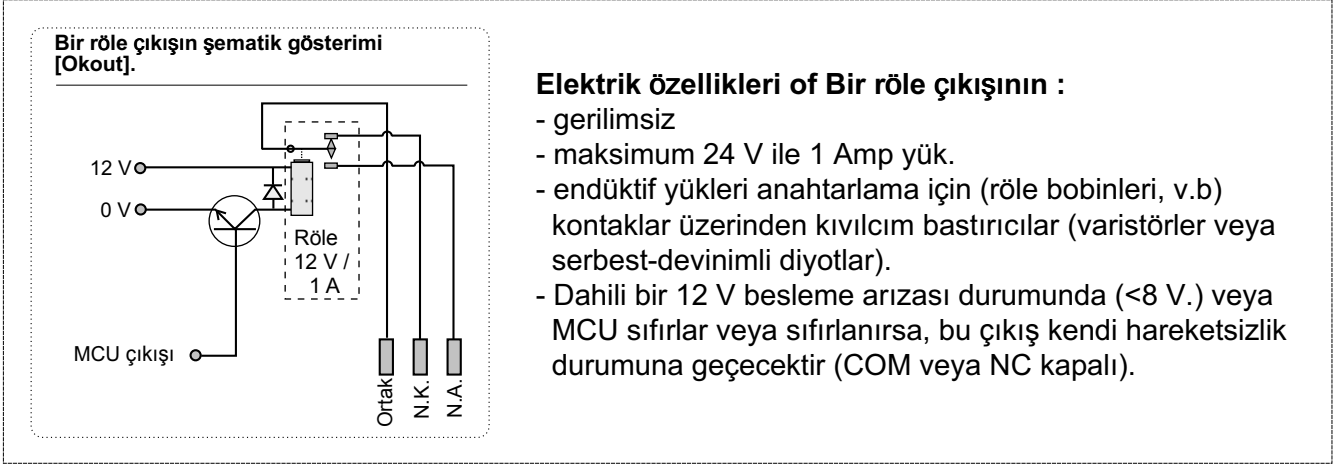 Bir röle çıkışın şematik gösterimi
[Okout].
12 V
0 V
Röle
12 V /
1 A
MCU çıkışı
Ortak
N.K.
N.A.
Elektrik özellikleri of Bir röle çıkışının :
- gerilimsiz
- maksimum 24 V ile 1 Amp yük.
- endüktif yükleri anahtarlama için (röle bobinleri, v.b)
kontaklar üzerinden kıvılcım bastırıcılar (varistörler veya
serbest-devinimli diyotlar).
- Dahili bir 12 V besleme arızası durumunda (<8 V.) veya
MCU sıfırlar veya sıfırlanırsa, bu çıkış kendi hareketsizlik
durumuna geçecektir (COM veya NC kapalı).